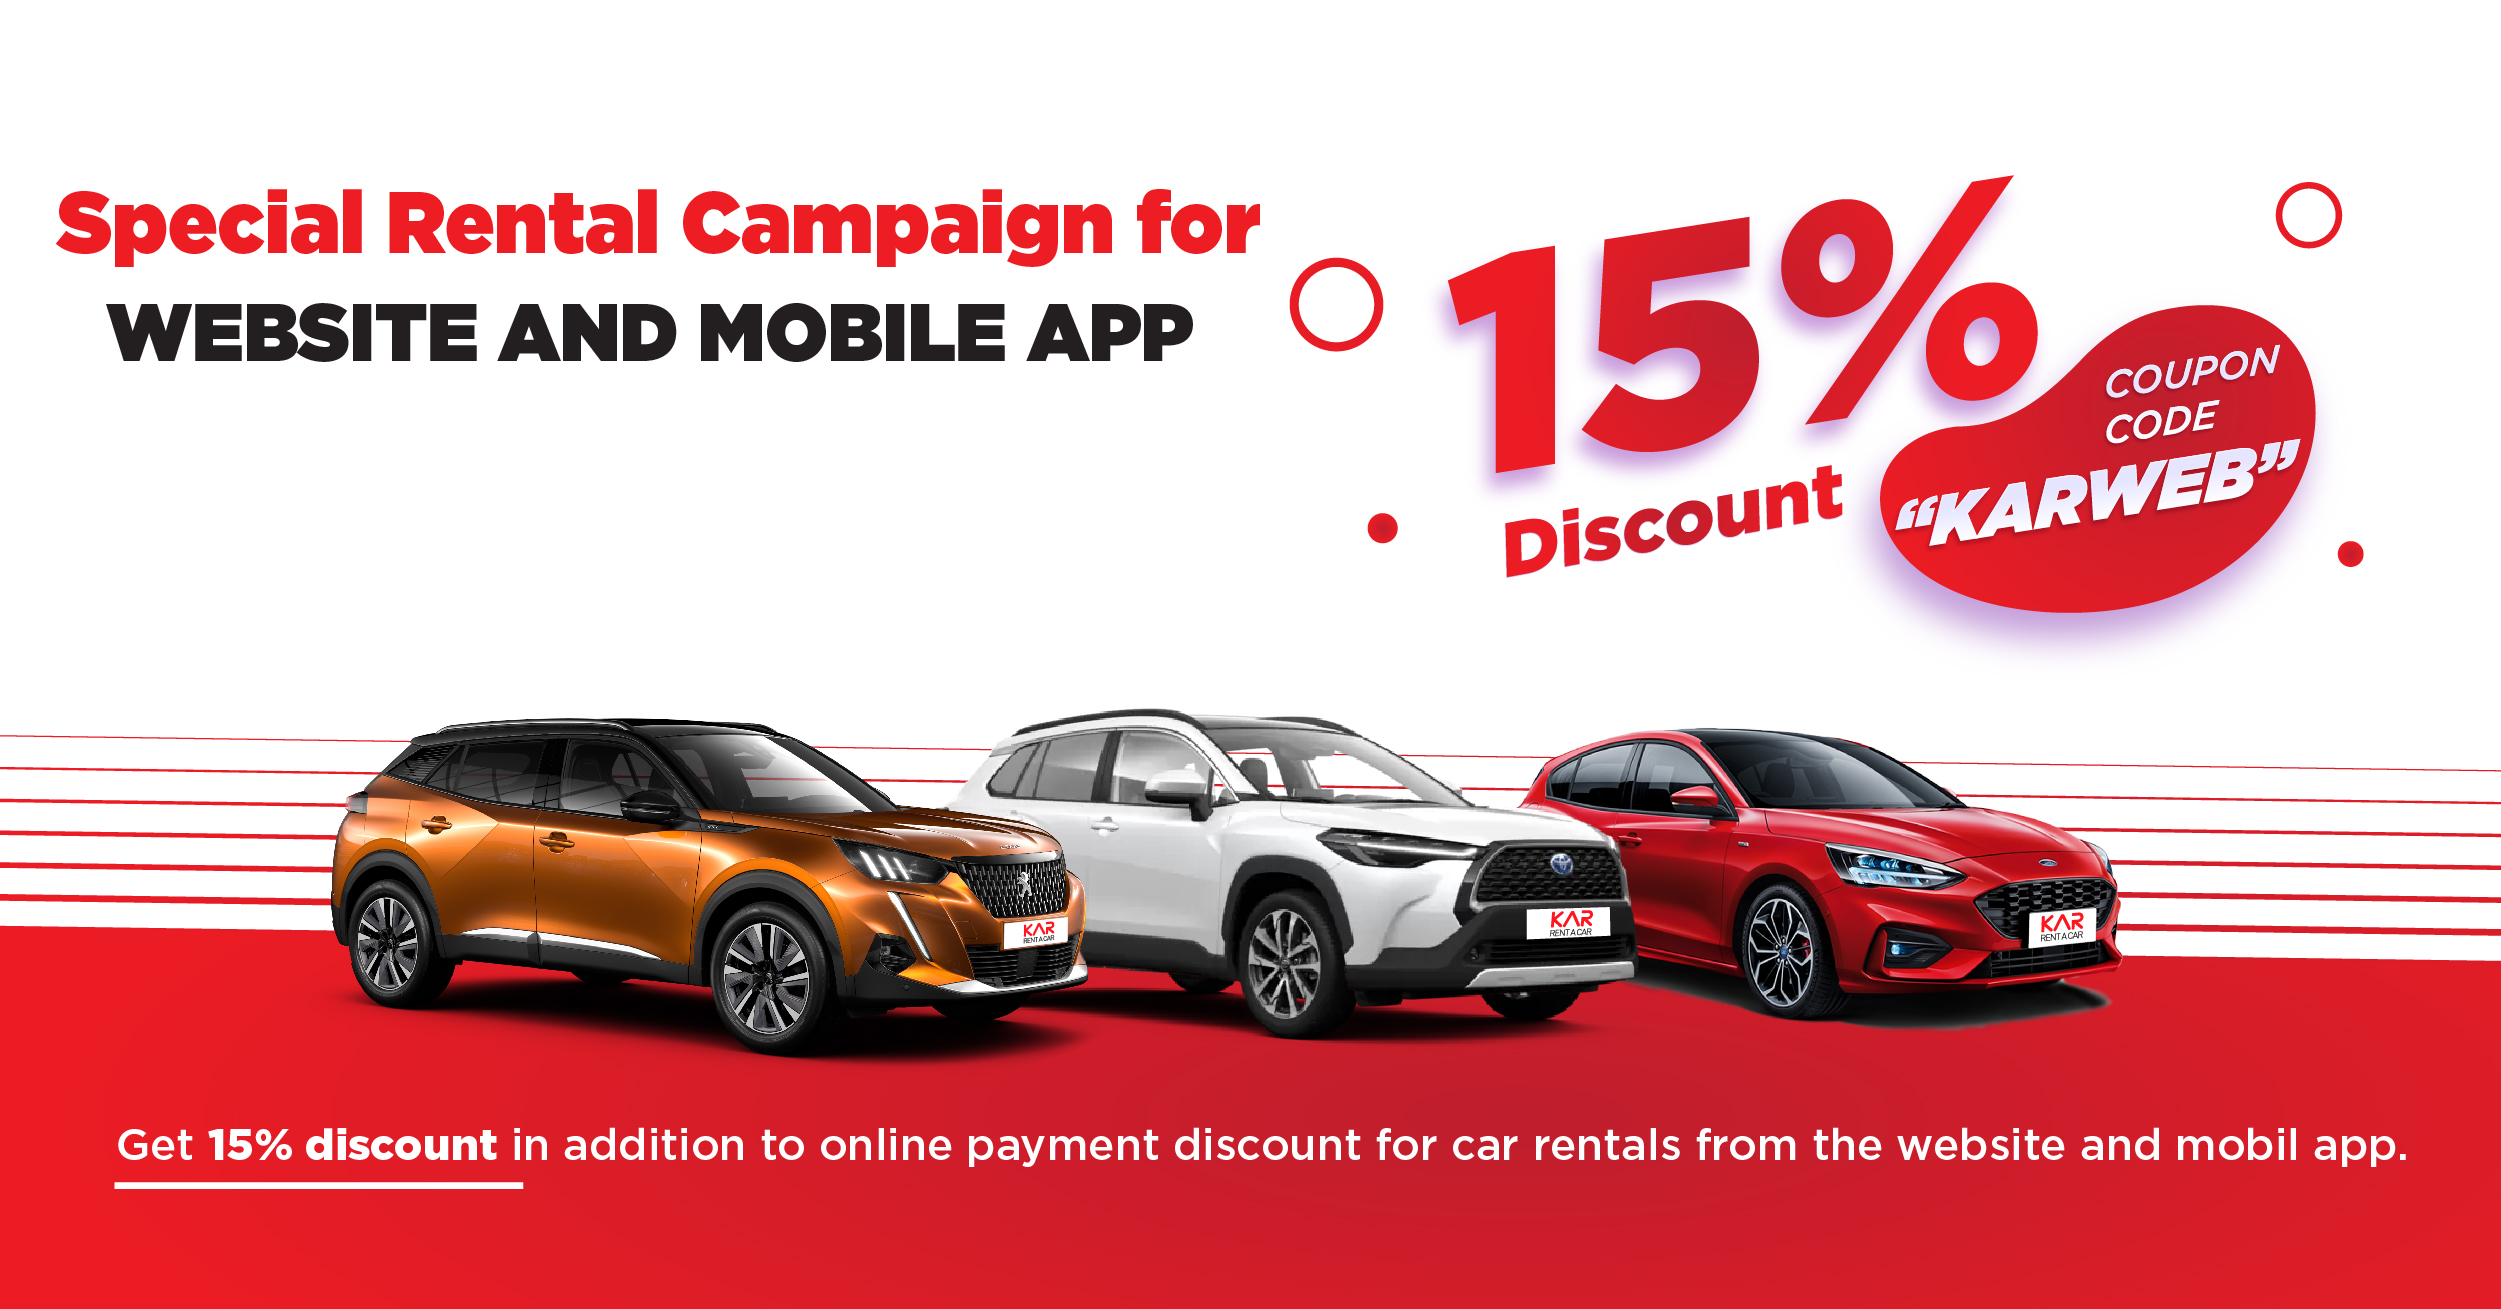 Special Rental Campaign for
WEBSITE AND MOBILE APP
15%
Discount
COUPON
CODE
“KARWEB”
KAR
RENT A CAR
KAR
RENT A CAR
KAR
RENT A CAR
Get 15% discount in addition to online payment discount for car rentals from the website and mobil app.